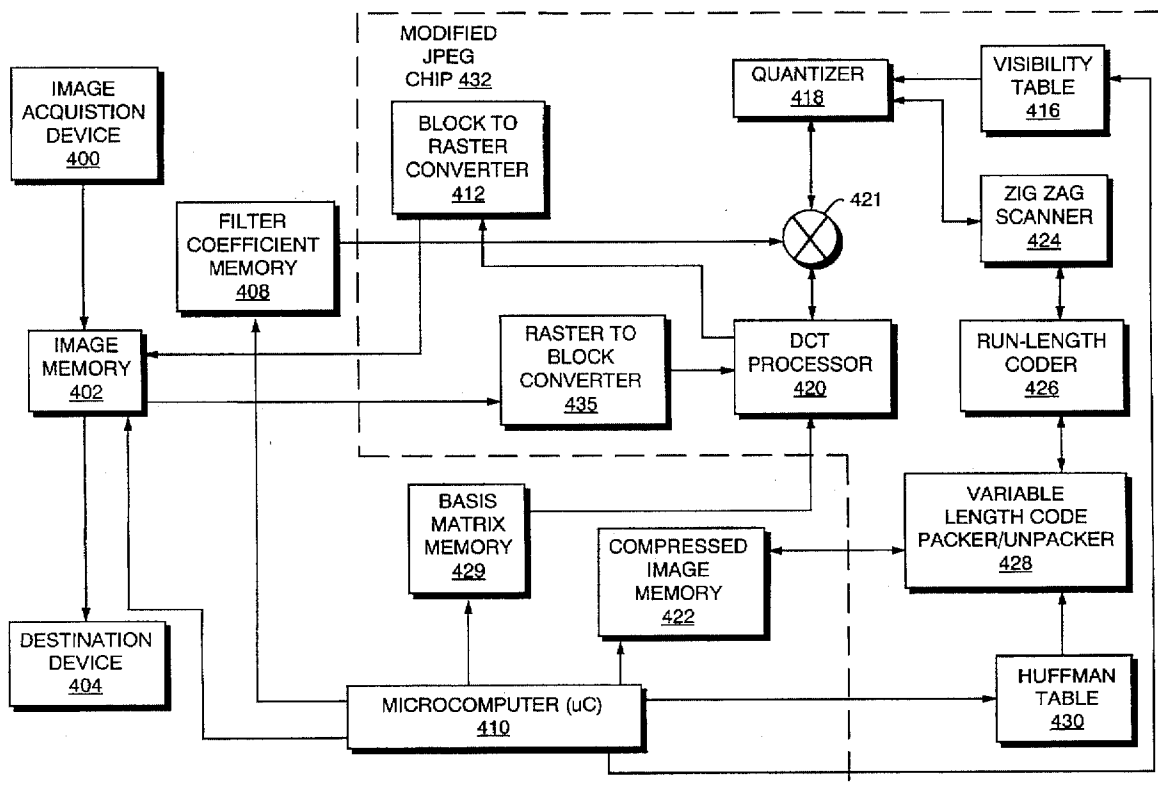 MODIFIED
JPEG
CHIP 432
IMAGE
ACQUISTION
DEVICE
400
BLOCK TO
RASTER
CONVERTER
412
QUANTIZER
418
VISIBILITY
TABLE
416
421
ZIG ZAG
SCANNER
424
FILTER
COEFFICIENT
MEMORY
408
IMAGE
MEMORY
402
RASTER TO
BLOCK
CONVERTER
435
DCT
PROCESSOR
420
RUN-LENGTH
CODER
426
BASIS
MATRIX
MEMORY
429
COMPRESSED
IMAGE
MEMORY
422
VARIABLE
LENGTH CODE
PACKER/UNPACKER
428
DESTINATION
DEVICE
404
MICROCOMPUTER (uC)
410
HUFFMAN
TABLE
430